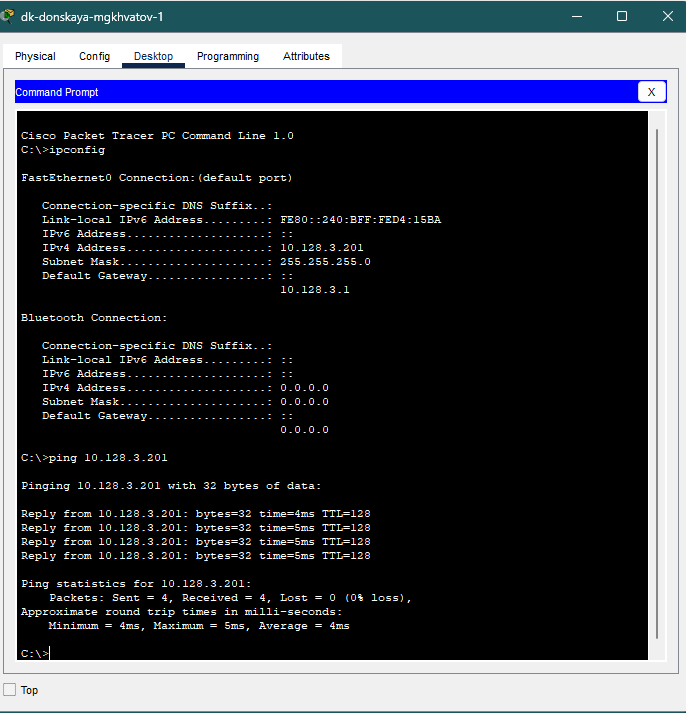 dk-donskaya-mgkhvatov-1
Physical Config Desktop Programming Attributes
Command Prompt X
Cisco Packet Tracer PC Command Line 1.0
C:\>ipconfig
FastEthernet0 Connection:(default port)
Connection-specific DNS Suffix..:
Link-local IPv6 Address.........: FE80::240:BFF:FED4:15BA
IPv6 Address....................: ::
IPv4 Address....................: 10.128.3.201
Subnet Mask.....................: 255.255.255.0
Default Gateway.................: ::
10.128.3.1
Bluetooth Connection:
Connection-specific DNS Suffix..:
Link-local IPv6 Address.........: ::
IPv6 Address....................: ::
IPv4 Address....................: 0.0.0.0
Subnet Mask.....................: 0.0.0.0
Default Gateway.................: ::
0.0.0.0
C:\>ping 10.128.3.201
Pinging 10.128.3.201 with 32 bytes of data:
Reply from 10.128.3.201: bytes=32 time=4ms TTL=128
Reply from 10.128.3.201: bytes=32 time=5ms TTL=128
Reply from 10.128.3.201: bytes=32 time=5ms TTL=128
Reply from 10.128.3.201: bytes=32 time=5ms TTL=128
Ping statistics for 10.128.3.201:
Packets: Sent = 4, Received = 4, Lost = 0 (0% loss),
Approximate round trip times in milli-seconds:
Minimum = 4ms, Maximum = 5ms, Average = 4ms
C:\>
Top